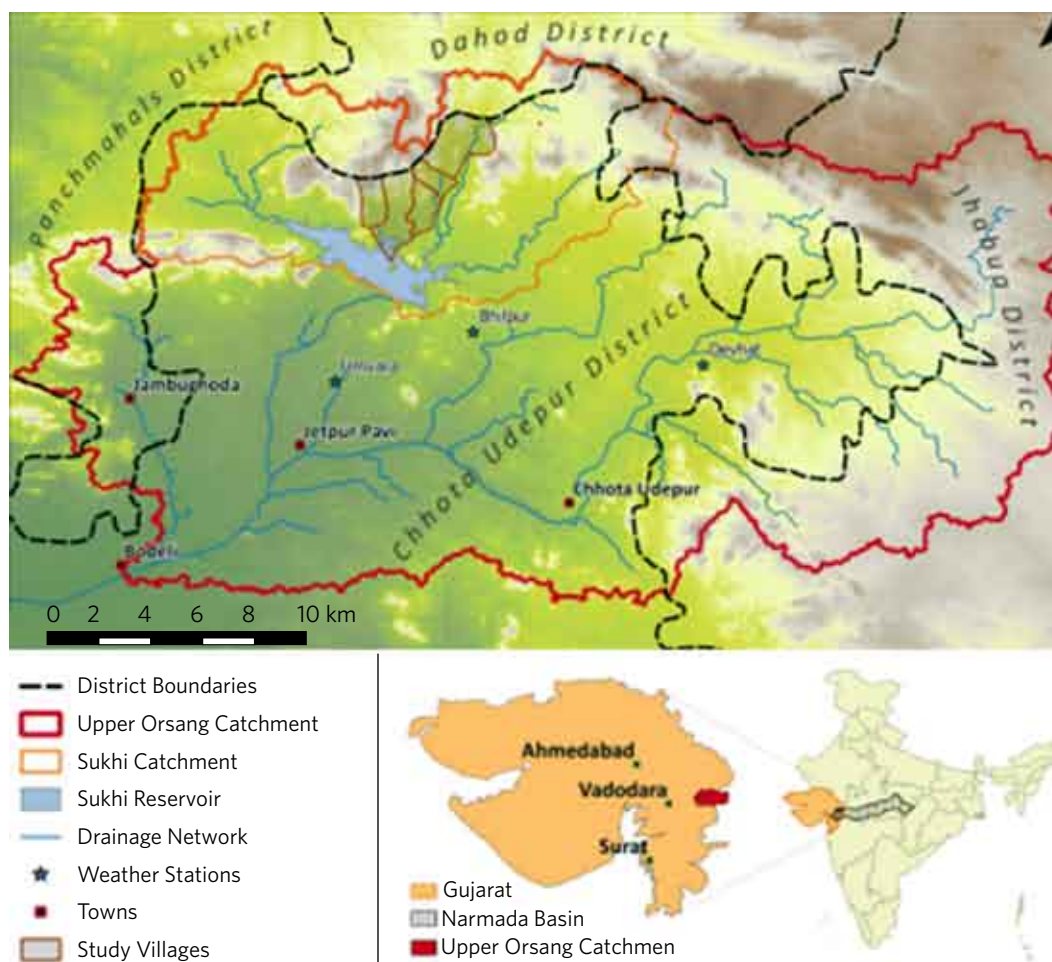 Panchmahals District
Dahod District
Jhabua District
Chhota Udepur District
Bhilpur
Devhat
Jambughoda
Jetpur Pavi
Chhota Udepur
Bodeli
0 2 4 6 8 10 km
District Boundaries
Upper Orsang Catchment
Sukhi Catchment
Sukhi Reservoir
Drainage Network
Weather Stations
Towns
Study Villages
Ahmedabad
Vadodara
Surat
Gujarat
Narmada Basin
Upper Orsang Catchmen